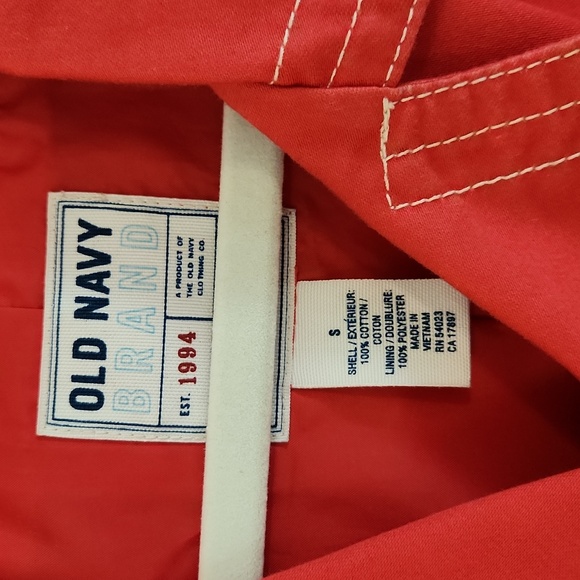 OLD NAVY
BRAND
A PRODUCT OF
THE OLD NAVY
CLOTHING CO.
EST. 1994
S
SHELL/EXTÉRIEUR:
100% COTTON/
COTON
LINING/DOUBLURE:
100% POLYESTER
MADE IN
VIETNAM
RN 54023
CA 17897